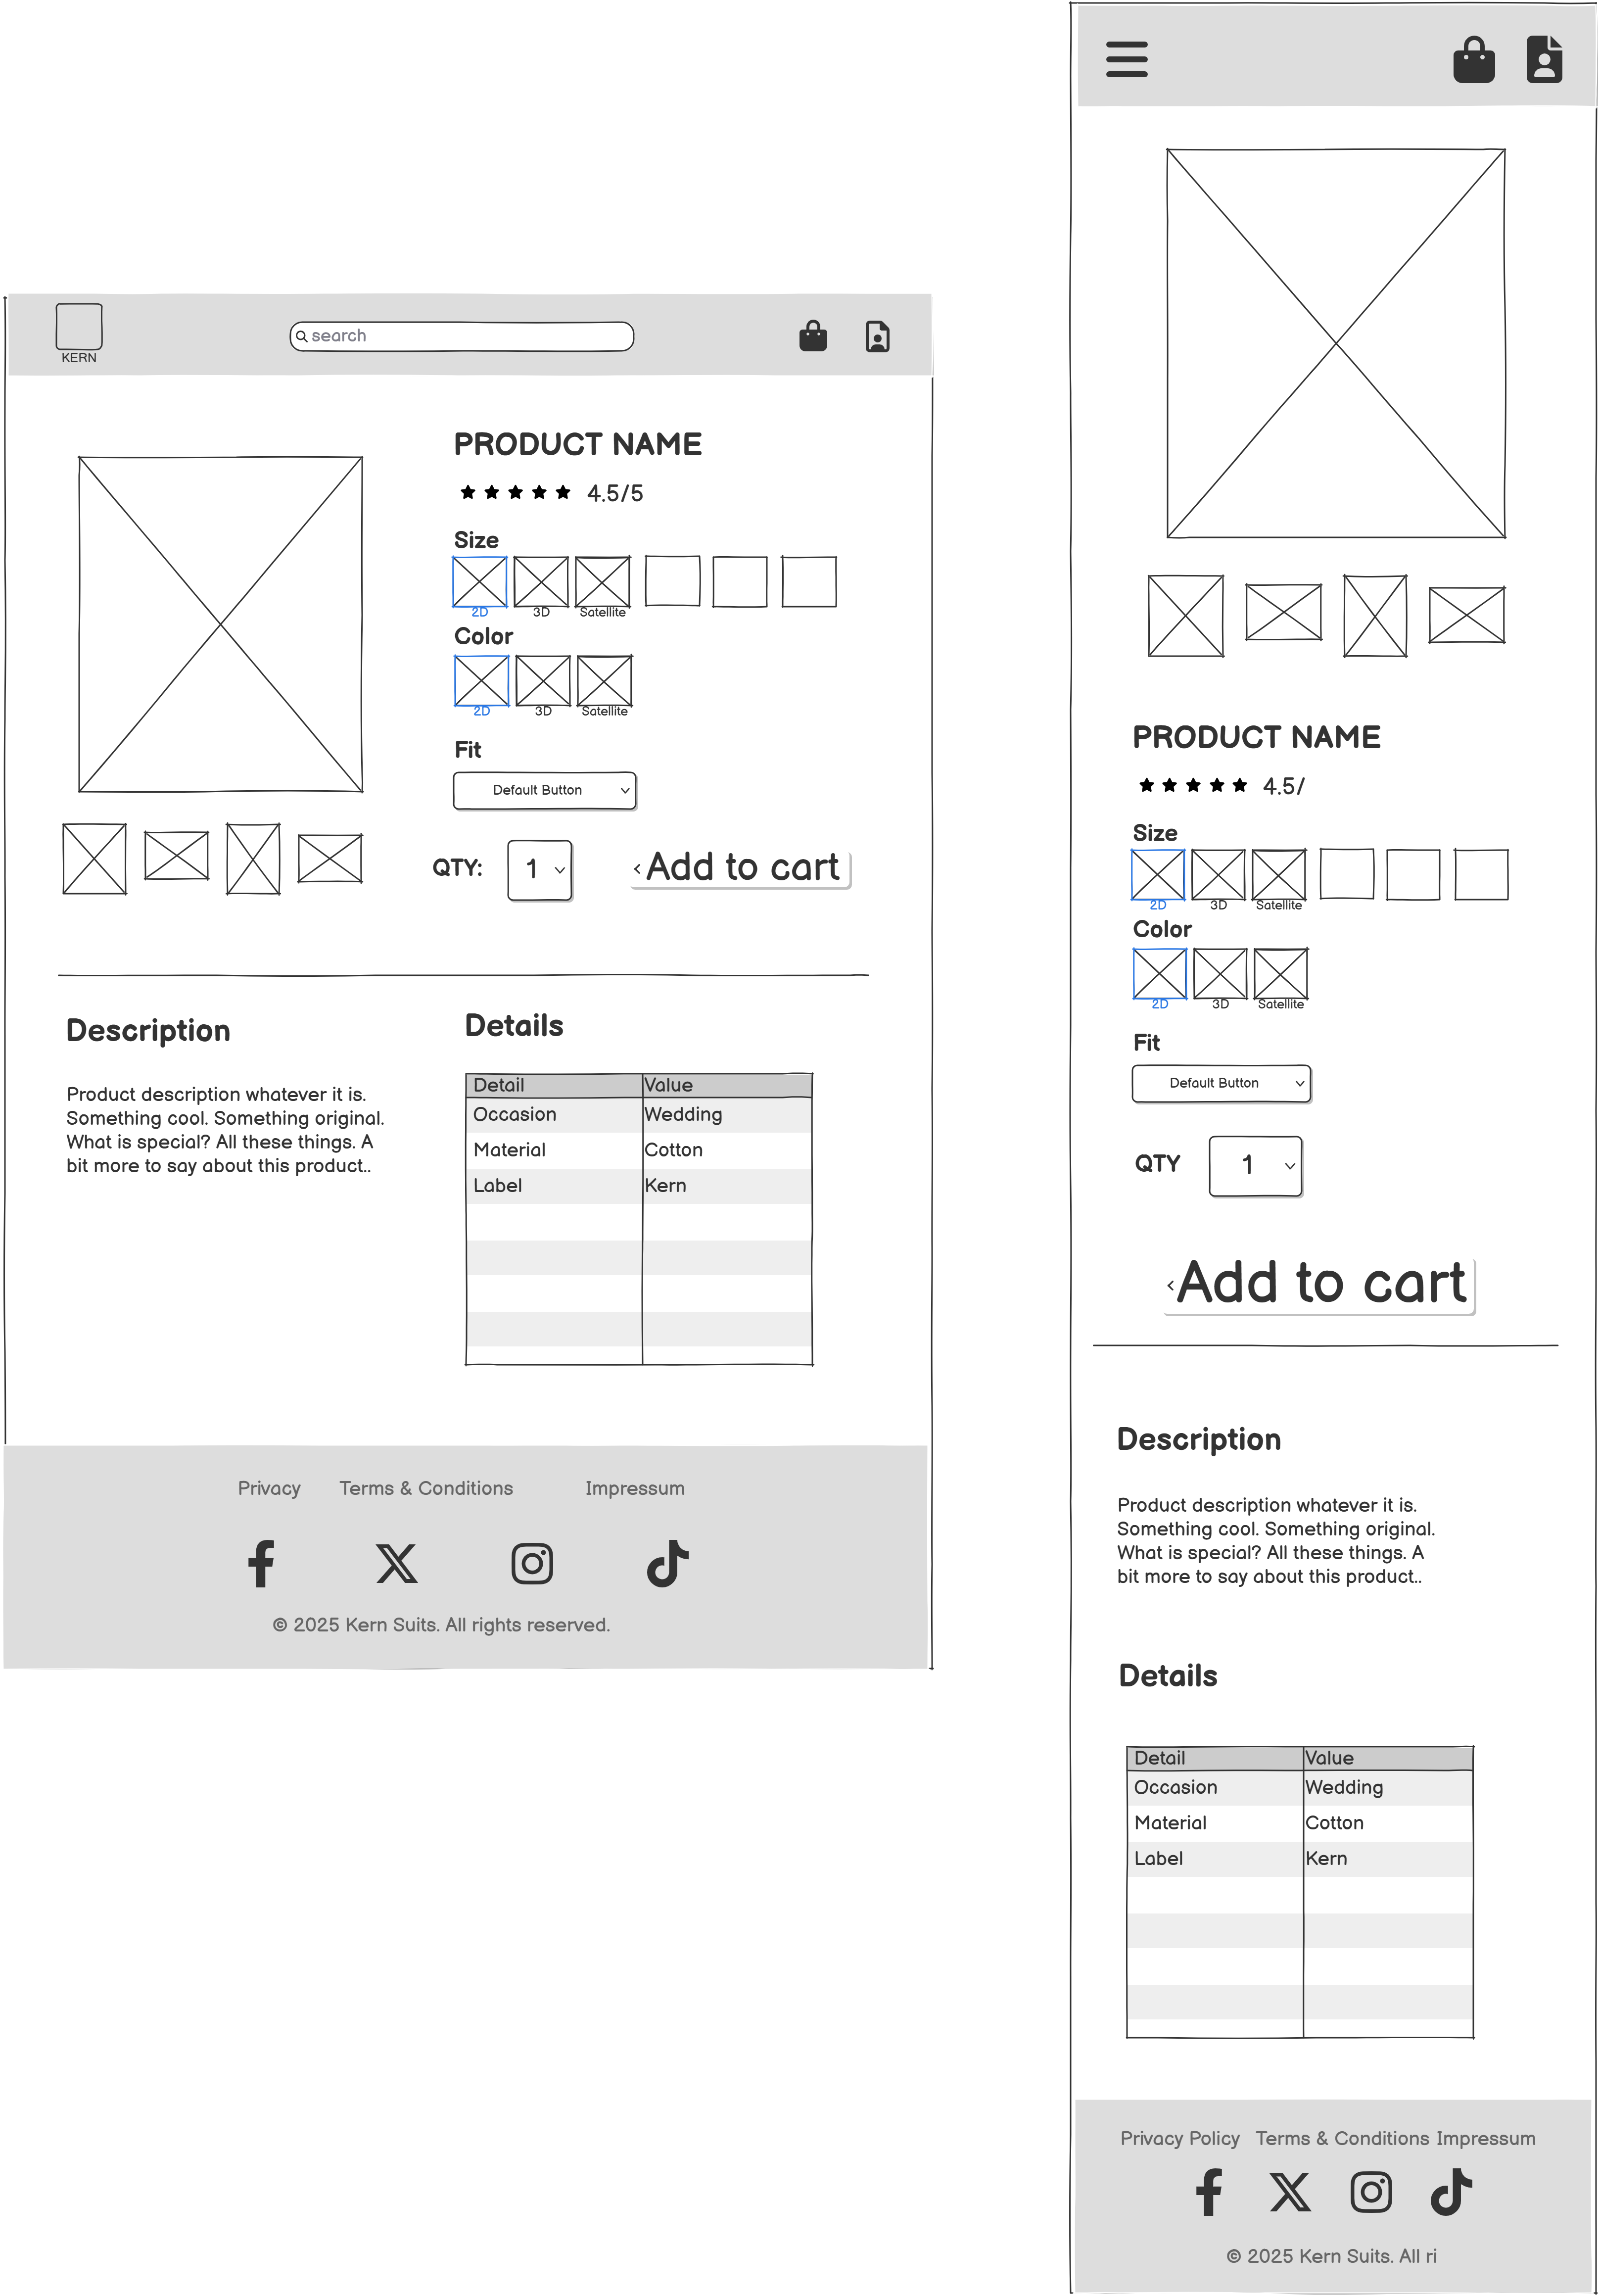 KERN
search
PRODUCT NAME
4.5/5
Size
2D 3D Satellite
Color
2D 3D Satellite
Fit
Default Button
QTY: 1 Add to cart
Description
Product description whatever it is.
Something cool. Something original.
What is special? All these things. A
bit more to say about this product..
Details
Detail Value
Occasion Wedding
Material Cotton
Label Kern
Privacy Terms & Conditions Impressum
© 2025 Kern Suits. All rights reserved.
PRODUCT NAME
4.5/
Size
2D 3D Satellite
Color
2D 3D Satellite
Fit
Default Button
QTY 1
Add to cart
Description
Product description whatever it is.
Something cool. Something original.
What is special? All these things. A
bit more to say about this product..
Details
Detail Value
Occasion Wedding
Material Cotton
Label Kern
Privacy Policy Terms & Conditions Impressum
© 2025 Kern Suits. All ri